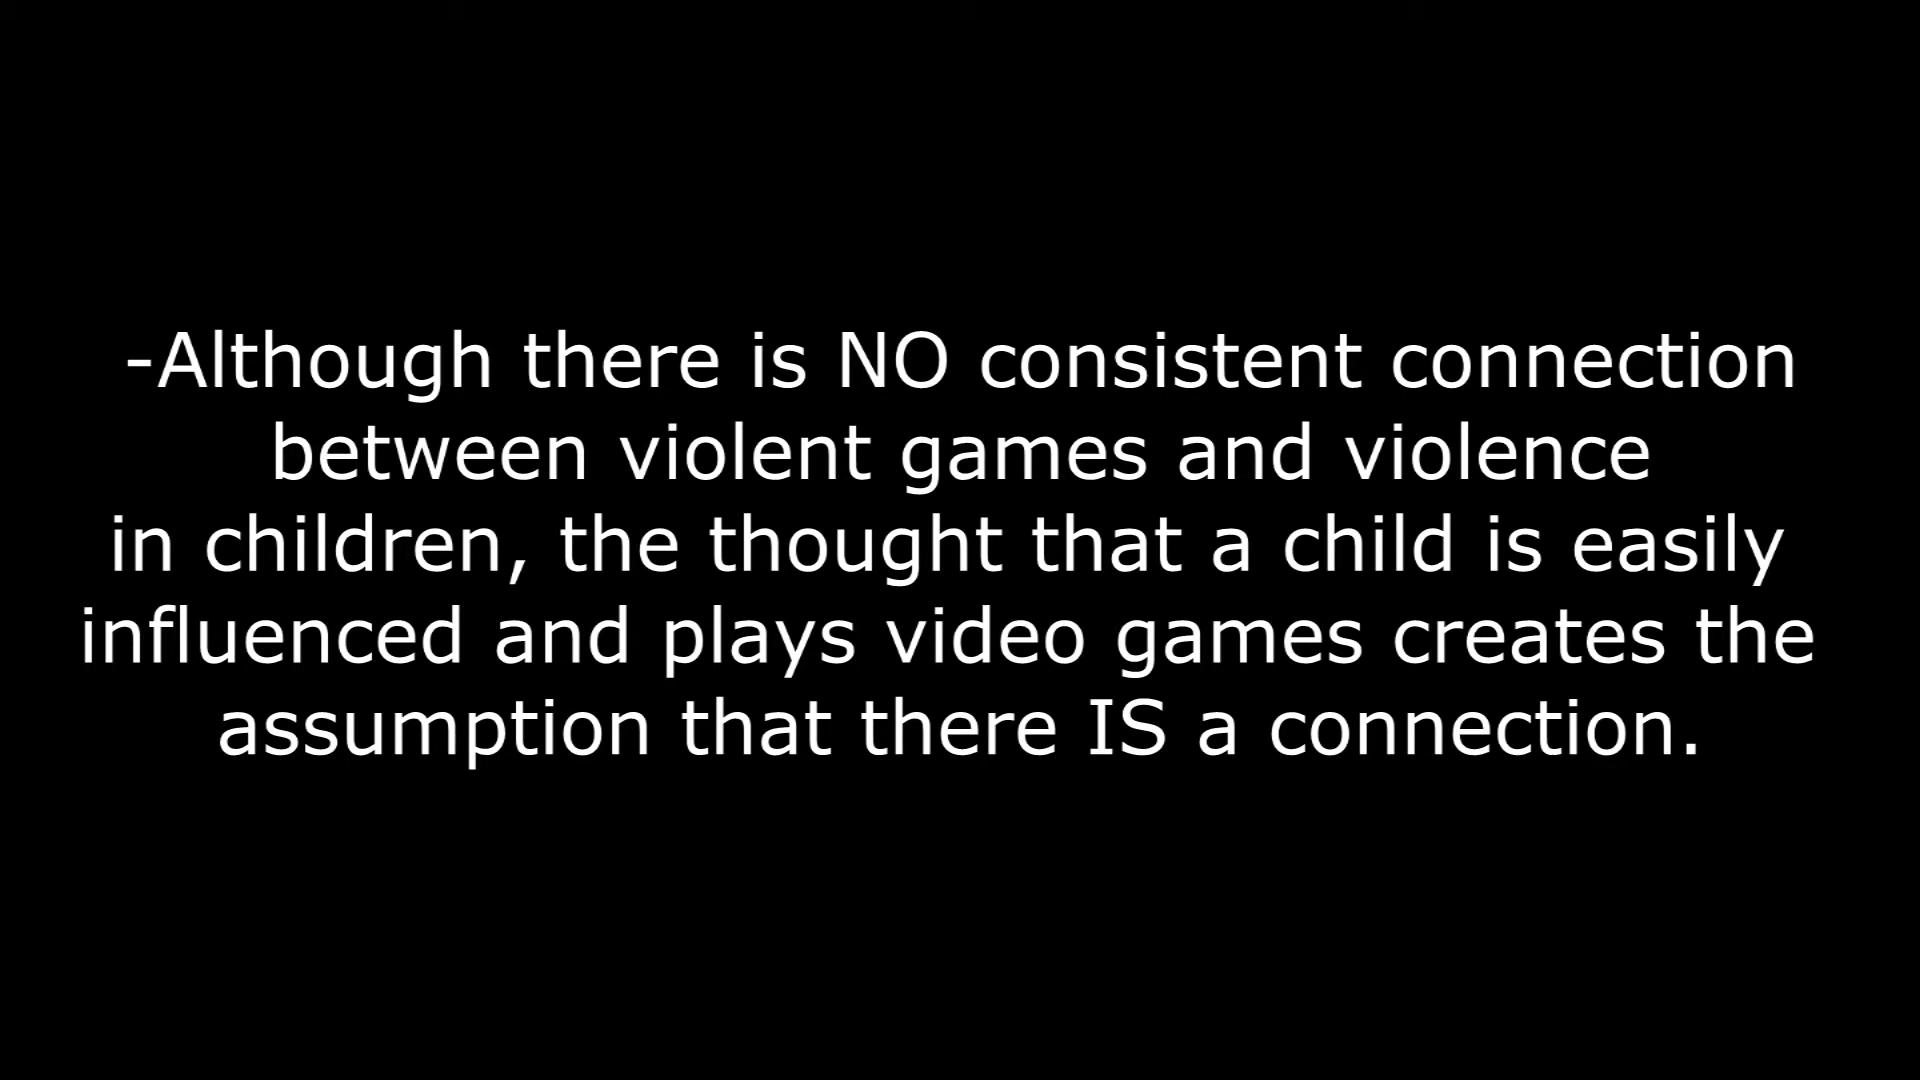 -Although there is NO consistent connection
between violent games and violence
in children, the thought that a child is easily
influenced and plays video games creates the
assumption that there IS a connection.